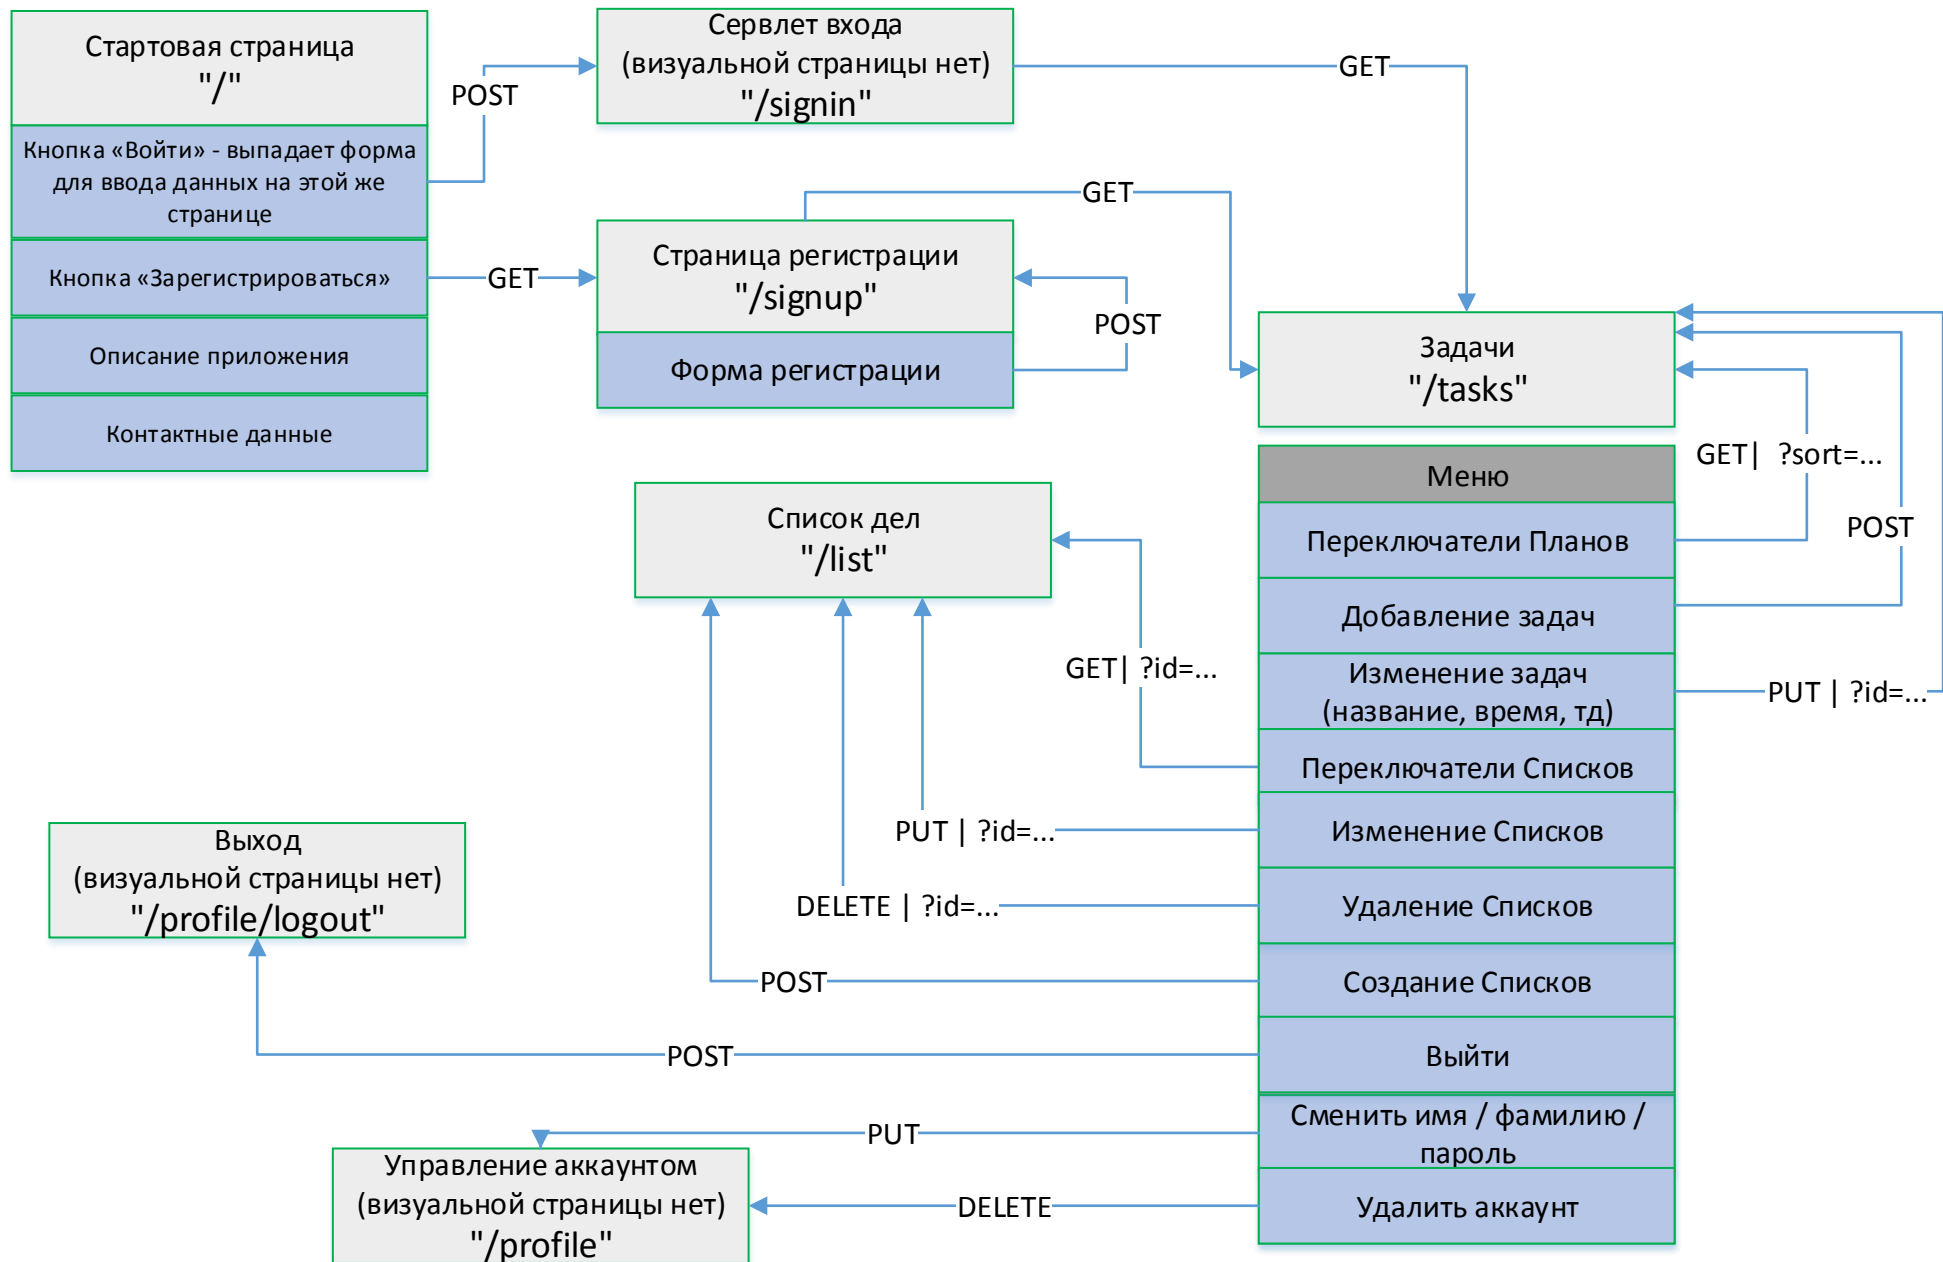 Стартовая страница
"/"
Кнопка «Войти» - выпадает форма
для ввода данных на этой же
странице
Кнопка «Зарегистрироваться»
Описание приложения
Контактные данные
POST
GET
Сервлет входа
(визуальной страницы нет)
"/signin"
GET
GET
Страница регистрации
"/signup"
Форма регистрации
POST
Задачи
"/tasks"
GET| ?sort=...
POST
PUT | ?id=...
Меню
Переключатели Планов
Добавление задач
Изменение задач
(название, время, тд)
Переключатели Списков
Изменение Списков
Удаление Списков
Создание Списков
Выйти
Сменить имя / фамилию /
пароль
Удалить аккаунт
Список дел
"/list"
GET| ?id=...
PUT | ?id=...
DELETE | ?id=...
POST
Выход
(визуальной страницы нет)
"/profile/logout"
POST
PUT
Управление аккаунтом
(визуальной страницы нет)
"/profile"
DELETE